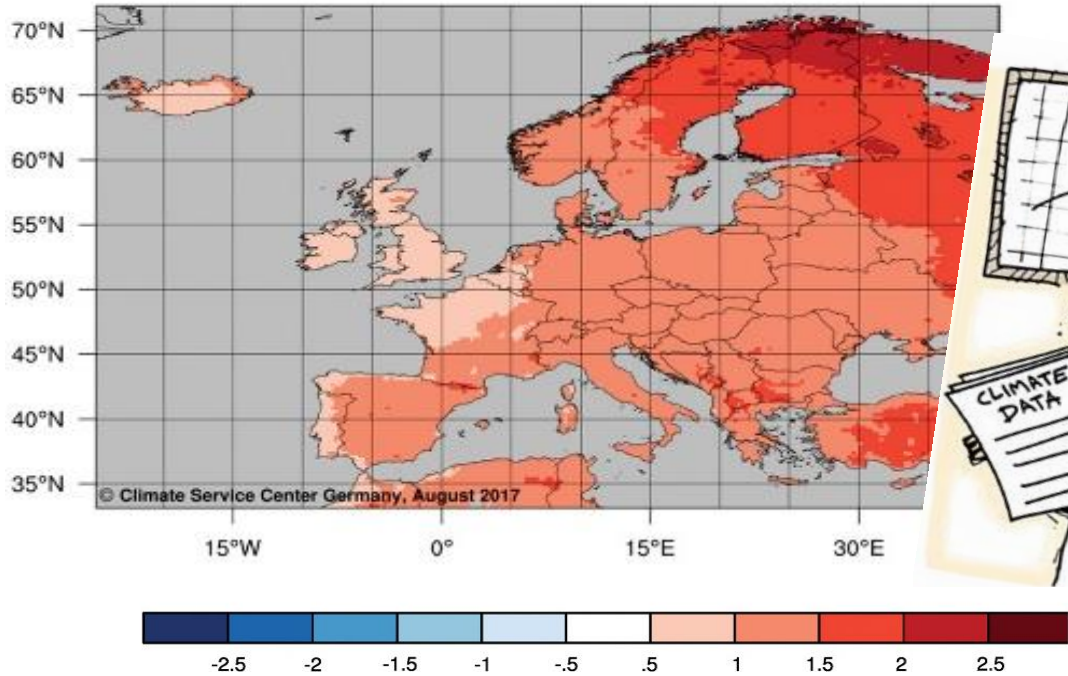 70°N
65°N
60°N
55°N
50°N
45°N
40°N
35°N
© Climate Service Center Germany, August 2017
CLIMATE
DATA
15°W 0° 15°E 30°E
-2.5 -2 -1.5 -1 -.5 .5 1 1.5 2 2.5